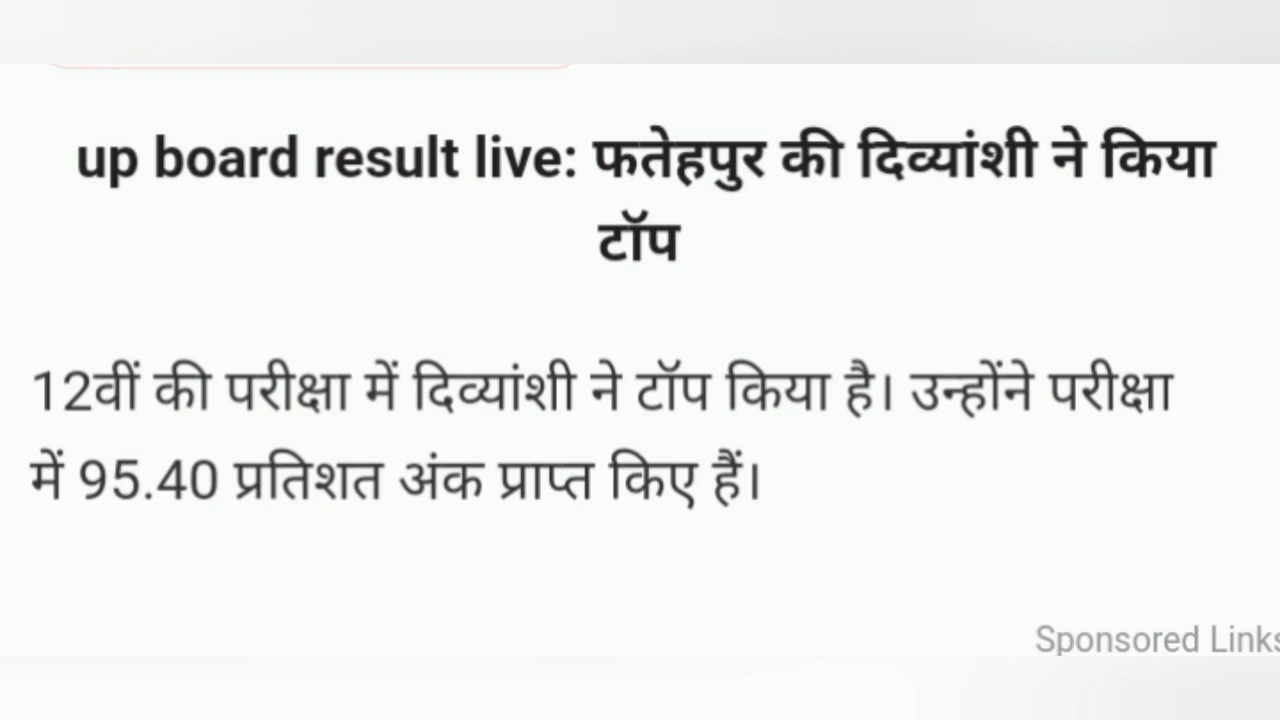 up board result live: फतेहपुर की दिव्यांशी ने किया
टॉप
12वीं की परीक्षा में दिव्यांशी ने टॉप किया है। उन्होंने परीक्षा
में 95.40 प्रतिशत अंक प्राप्त किए हैं।
Sponsored Links